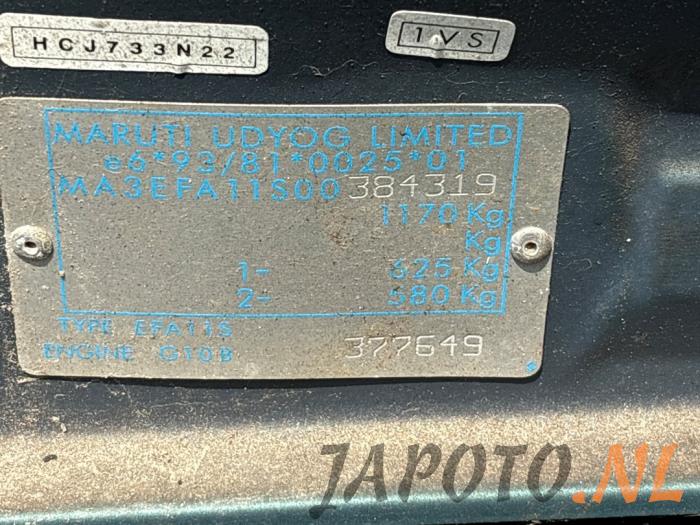 HCJ733N22
1VS
MARUTI UDYOG LIMITED
e6*93/81*0025*01
MA3EFA11S00384319
1170 Kg
Kg
1- 625 Kg
2- 580 Kg
TYPE EFA11S
ENGINE G10B 377649
JAPOTO.NL